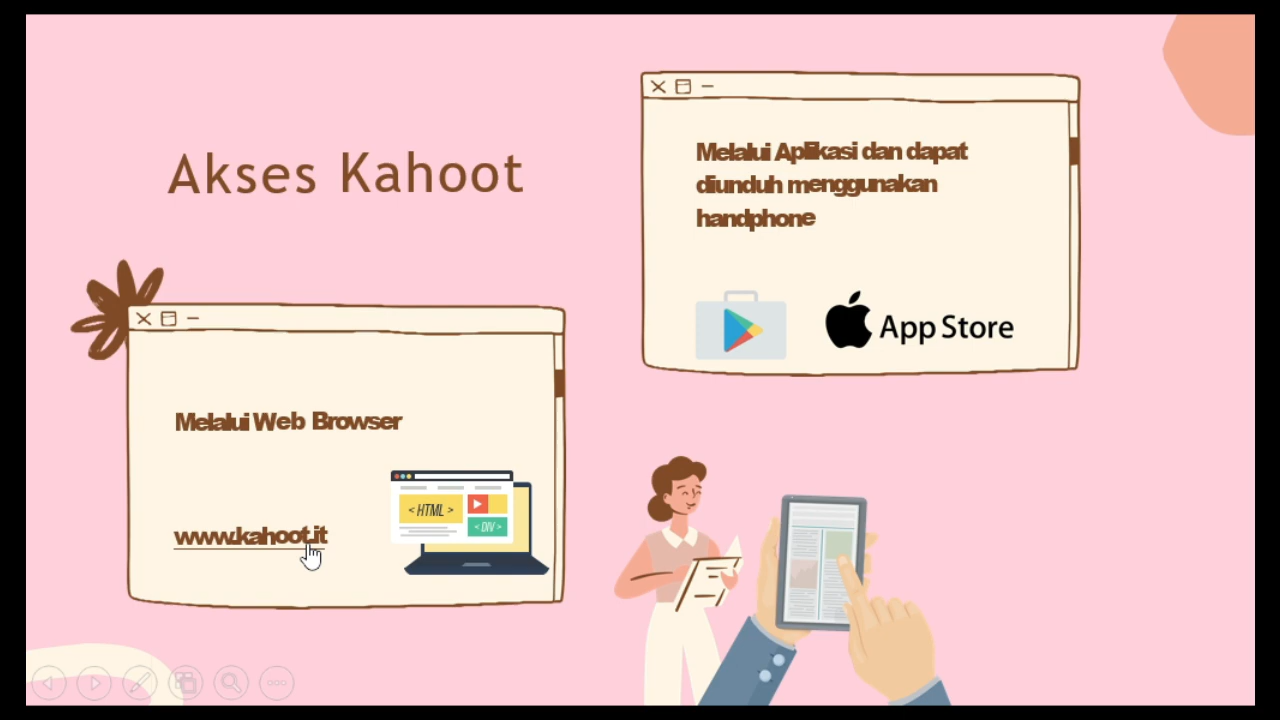 Akses Kahoot
Melalui Aplikasi dan dapat
diunduh menggunakan
handphone
App Store
Melalui Web Browser
www.kahoot.it
< HTML >
< DIV >